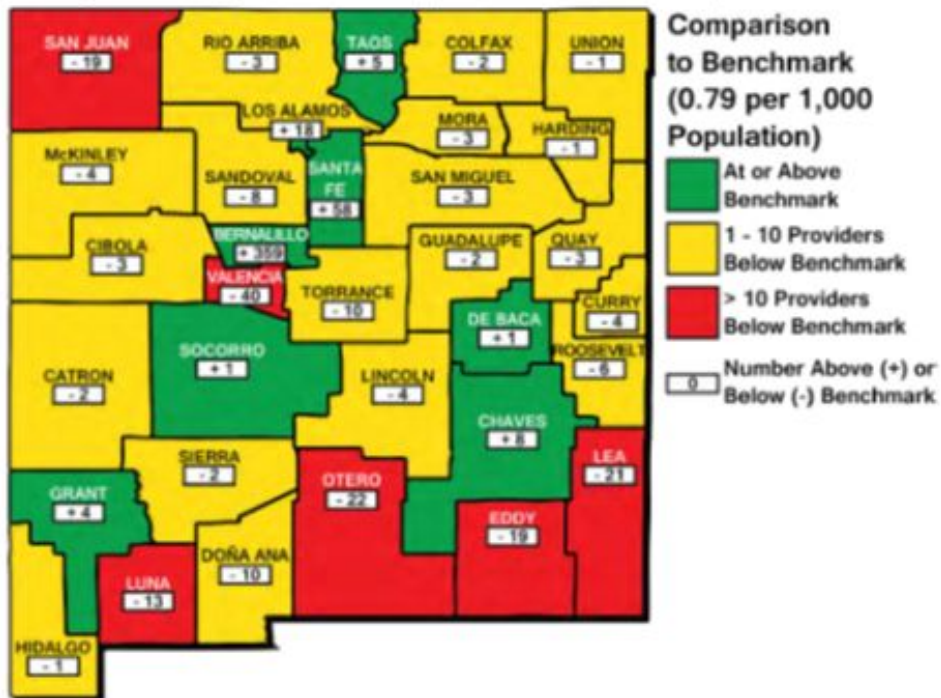 SAN JUAN
- 19
RIO ARRIBA
- 3
TAOS
+ 5
COLFAX
- 2
UNION
- 1
LOS ALAMOS
+ 18
MORA
- 3
HARDING
- 1
McKINLEY
- 4
SANDOVAL
- 8
SANTA
FE
+ 58
SAN MIGUEL
- 3
CIBOLA
- 3
BERNALILLO
+ 359
VALENCIA
- 40
TORRANCE
- 10
GUADALUPE
- 2
QUAY
- 3
CURRY
- 4
CATRON
- 2
SOCORRO
+ 1
LINCOLN
- 4
DE BACA
+ 1
ROOSEVELT
- 6
CHAVES
+ 8
SIERRA
- 2
GRANT
+ 4
OTERO
- 22
EDDY
- 19
LEA
- 21
LUNA
- 13
DOÑA ANA
- 10
HIDALGO
- 1
Comparison
to Benchmark
(0.79 per 1,000
Population)
At or Above
Benchmark
1 - 10 Providers
Below Benchmark
> 10 Providers
Below Benchmark
0
Number Above (+) or
Below (-) Benchmark